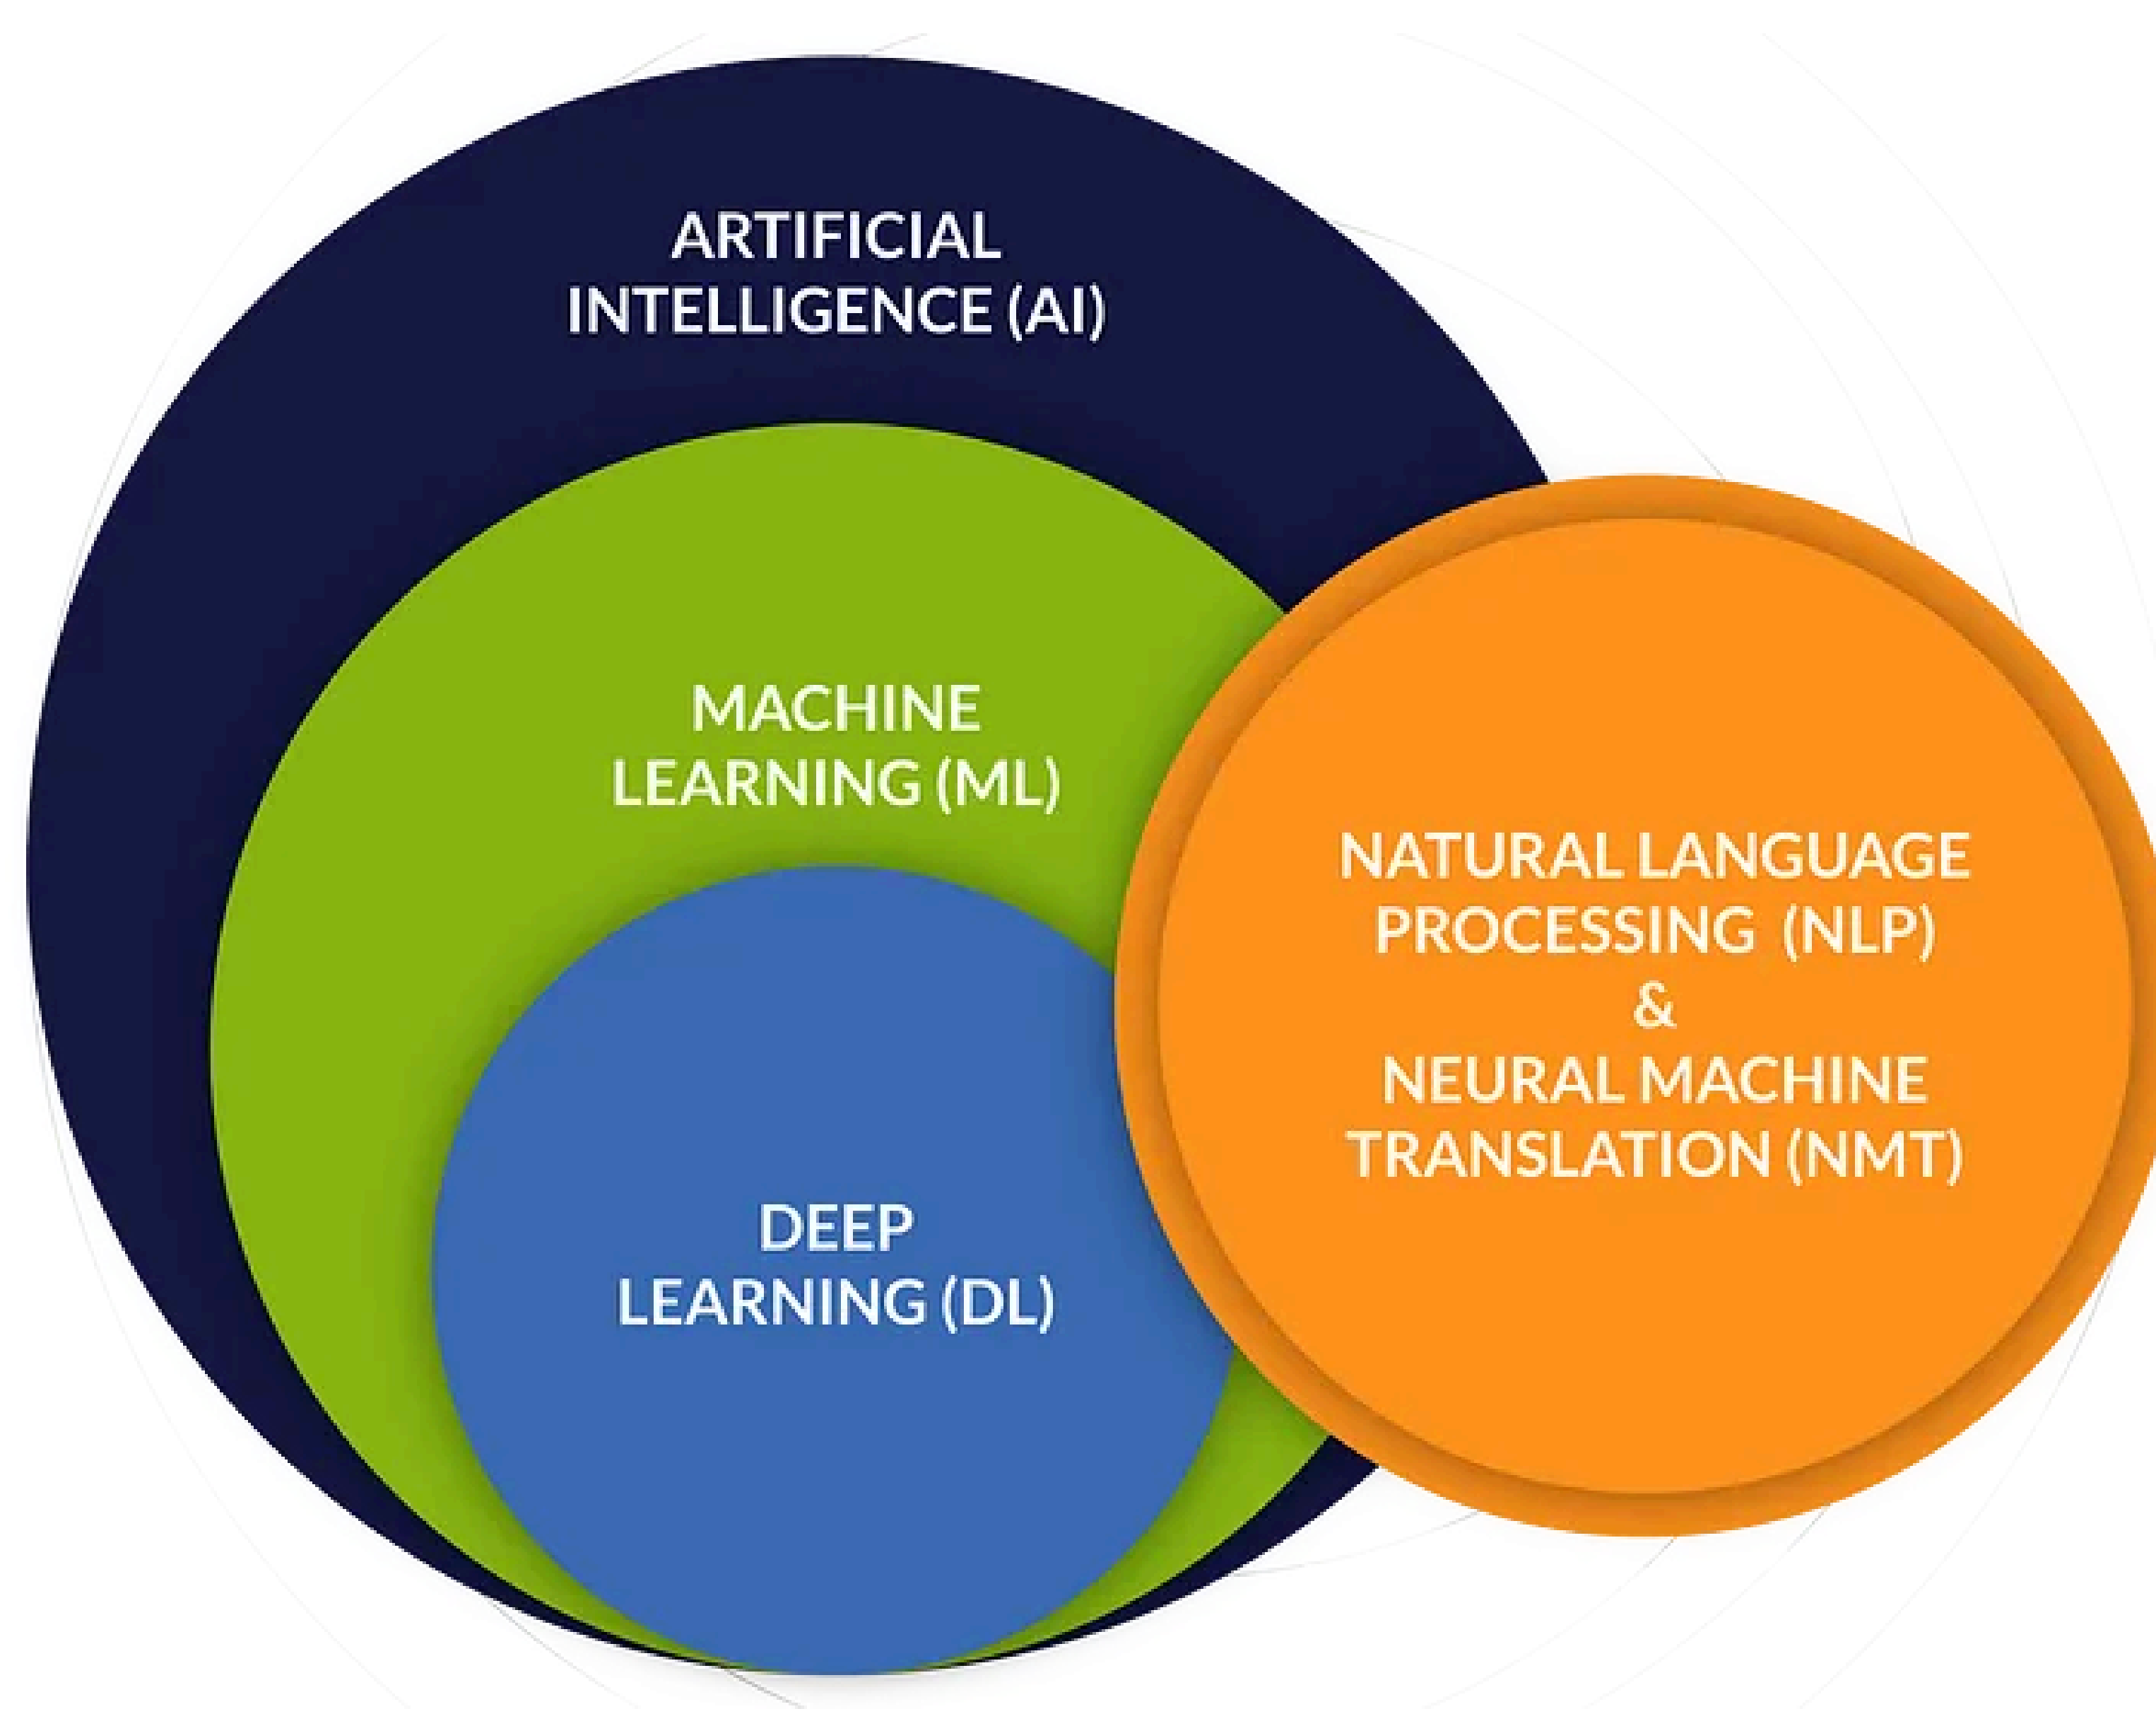 ARTIFICIAL
INTELLIGENCE (AI)
MACHINE
LEARNING (ML)
NATURAL LANGUAGE
PROCESSING (NLP)
&
NEURAL MACHINE
TRANSLATION (NMT)
DEEP
LEARNING (DL)